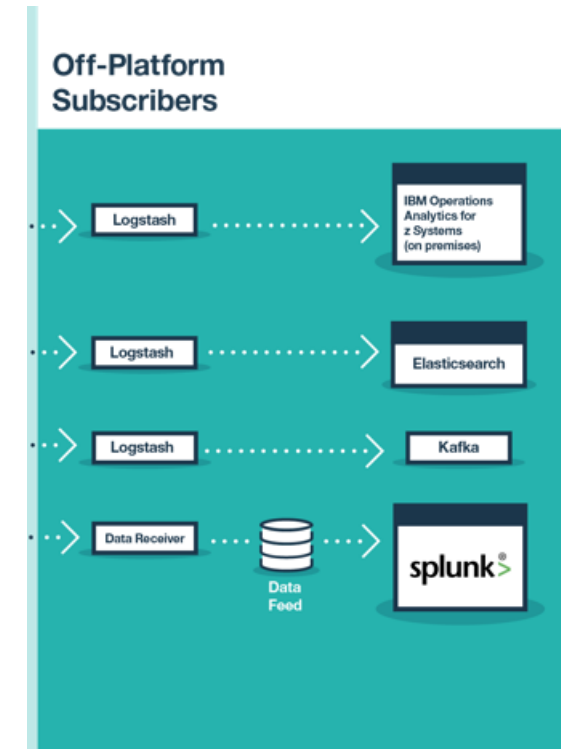 Off-Platform
Subscribers
Logstash
IBM Operations
Analytics for
z Systems
(on premises)
Logstash
Elasticsearch
Logstash
Kafka
Data Receiver
Data
Feed
splunk®>